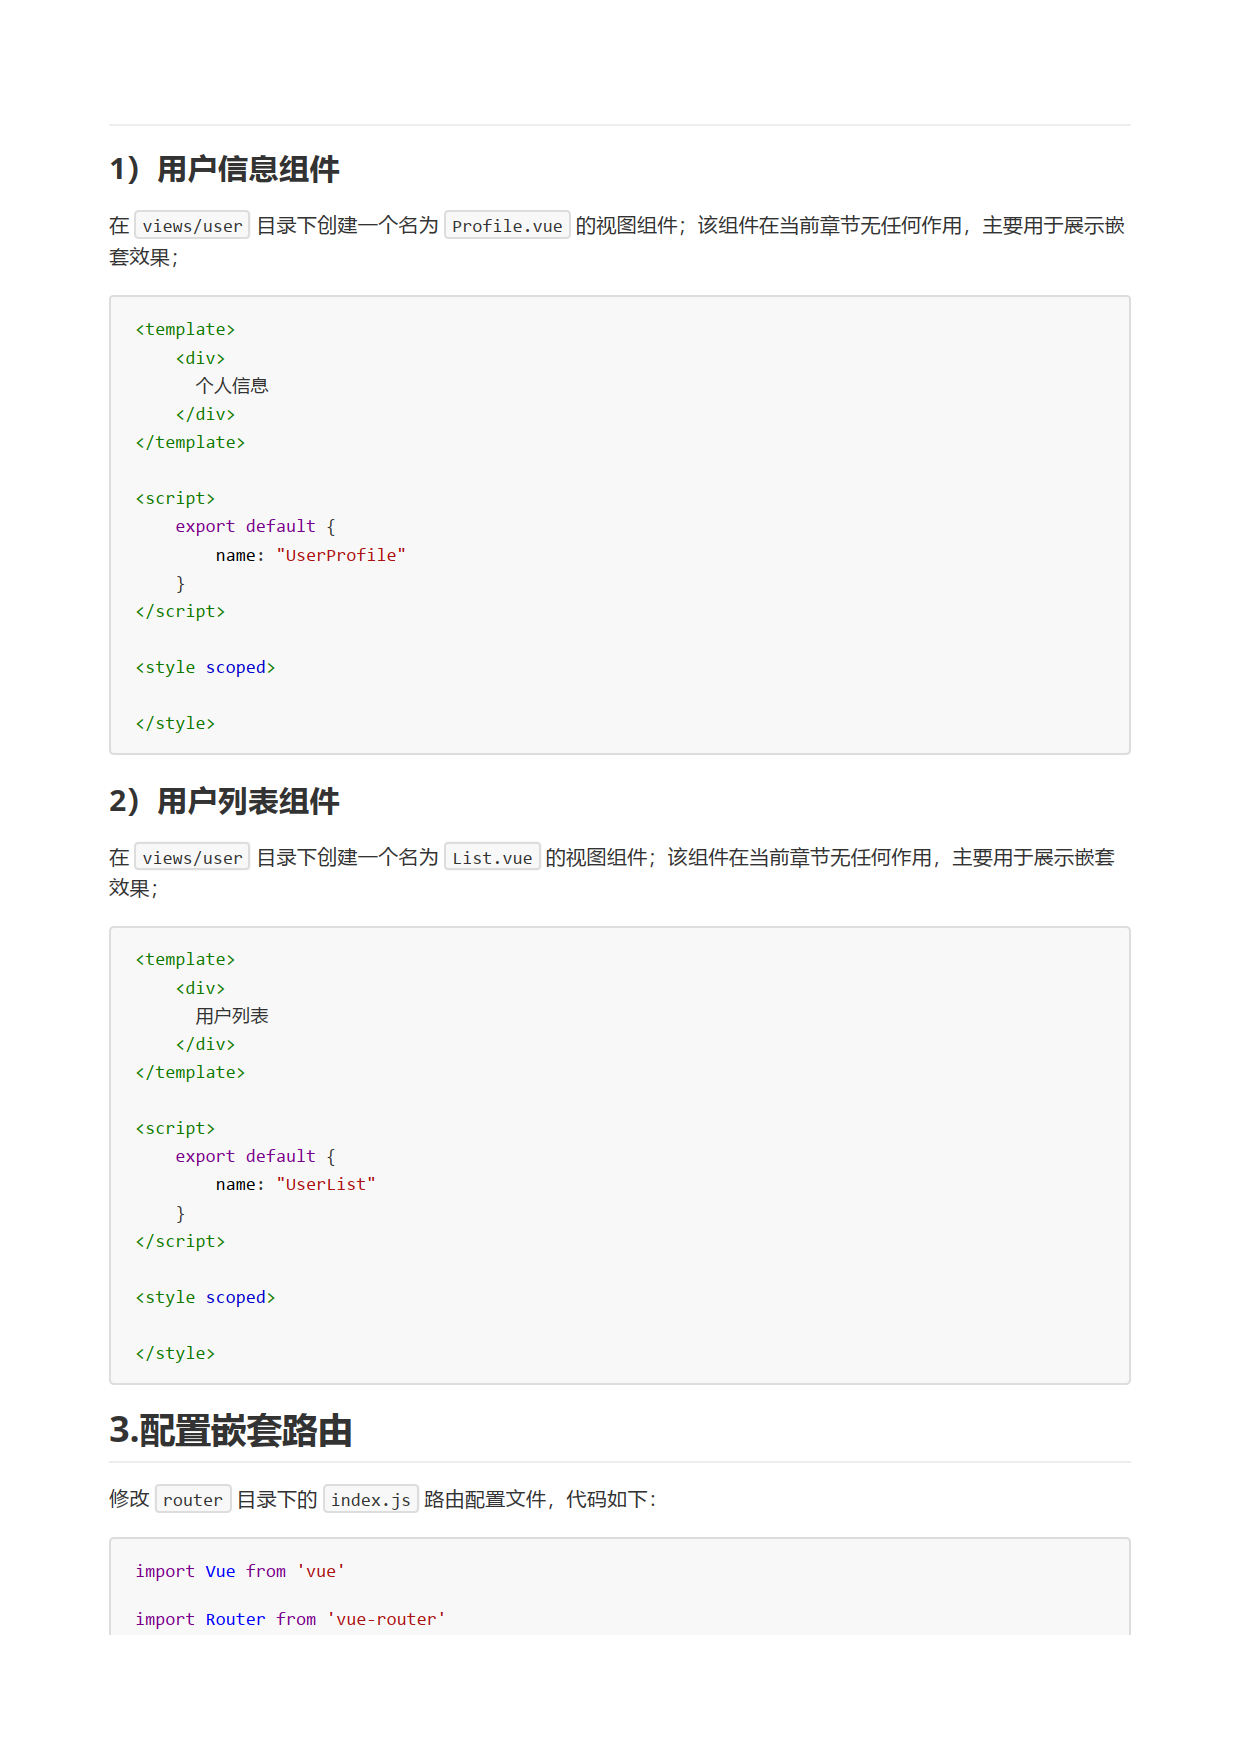 1）用户信息组件
在 views/user 目录下创建一个名为 Profile.vue 的视图组件；该组件在当前章节无任何作用，主要用于展示嵌
套效果；
<template>
    <div>
      个人信息
    </div>
</template>
<script>
    export default {
        name: "UserProfile"
    }
</script>
<style scoped>
</style>
2）用户列表组件
在 views/user 目录下创建一个名为 List.vue 的视图组件；该组件在当前章节无任何作用，主要用于展示嵌套
效果；
<template>
    <div>
      用户列表
    </div>
</template>
<script>
    export default {
        name: "UserList"
    }
</script>
<style scoped>
</style>
3.配置嵌套路由
修改 router 目录下的 index.js 路由配置文件，代码如下：
import Vue from 'vue'
import Router from 'vue-router'